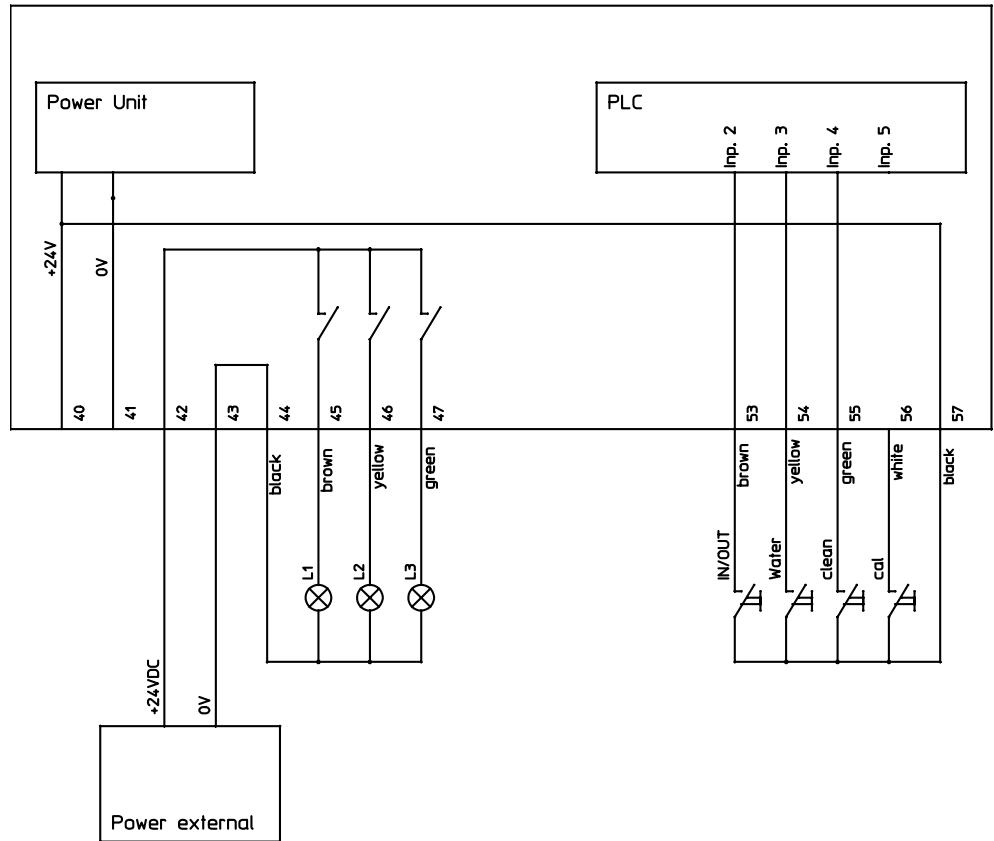 Power Unit
PLC
Inp. 2
Inp. 3
Inp. 4
Inp. 5
+24V
0V
40
41
42
43
44
45
46
47
53
54
55
56
57
black
brown
yellow
green
brown
yellow
green
white
black
L1
L2
L3
IN/OUT
Water
clean
cal
+24VDC
0V
Power external